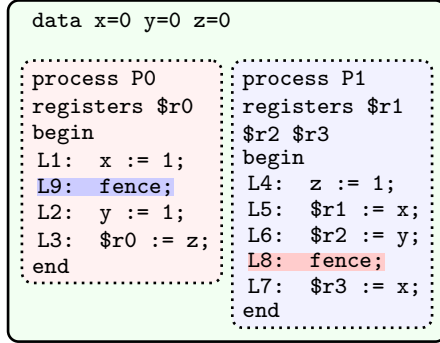 data x=0 y=0 z=0
process P0
registers $r0
begin
L1: x := 1;
L9: fence;
L2: y := 1;
L3: $r0 := z;
end
process P1
registers $r1
$r2 $r3
begin
L4: z := 1;
L5: $r1 := x;
L6: $r2 := y;
L8: fence;
L7: $r3 := x;
end